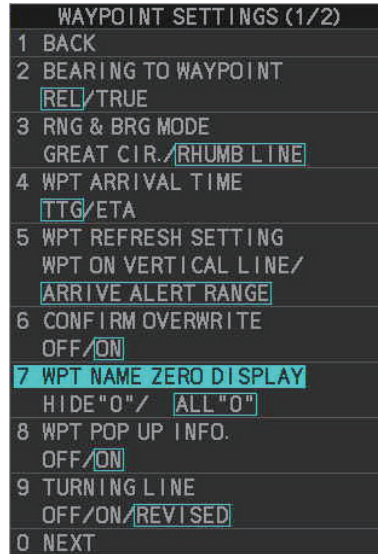 WAYPOINT SETTINGS (1/2)
1 BACK
2 BEARING TO WAYPOINT
REL/TRUE
3 RNG & BRG MODE
GREAT CIR./RHUMB LINE
4 WPT ARRIVAL TIME
TTG/ETA
5 WPT REFRESH SETTING
WPT ON VERTICAL LINE/
ARRIVE ALERT RANGE
6 CONFIRM OVERWRITE
OFF/ON
7 WPT NAME ZERO DISPLAY
HIDE"0"/ ALL"0"
8 WPT POP UP INFO.
OFF/ON
9 TURNING LINE
OFF/ON/REVISED
0 NEXT